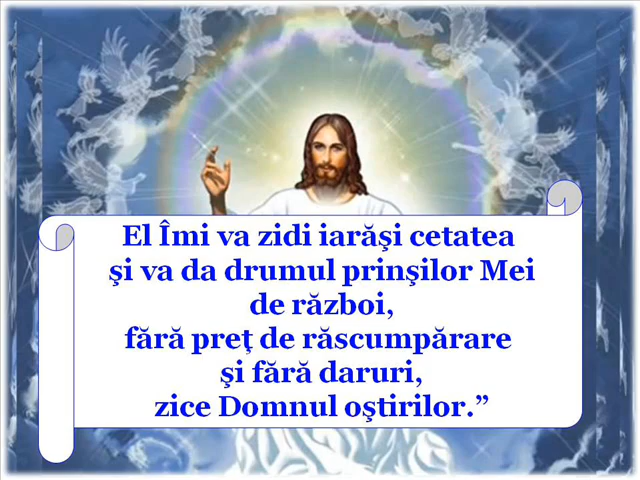 El Îmi va zidi iarăşi cetatea
şi va da drumul prinşilor Mei
de război,
fără preţ de răscumpărare
şi fără daruri,
zice Domnul oştirilor.”